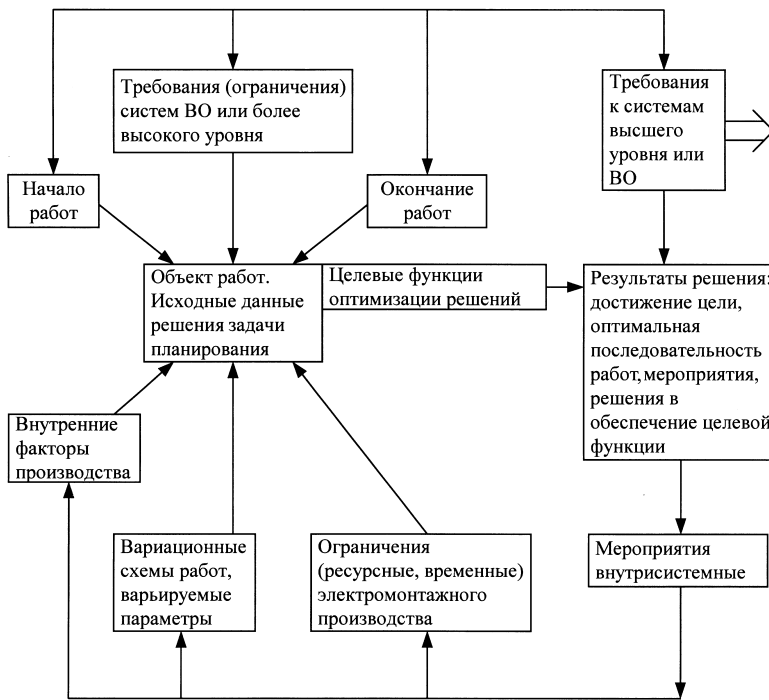 Требования (ограничения)
систем ВО или более
высокого уровня
Требования
к системам
высшего
уровня или
ВО
Начало
работ
Окончание
работ
Объект работ.
Исходные данные
решения задачи
планирования
Целевые функции
оптимизации решений
Результаты решения:
достижение цели,
оптимальная
последовательность
работ,мероприятия,
решения в
обеспечение целевой
функции
Внутренние
факторы
производства
Вариационные
схемы работ,
варьируемые
параметры
Ограничения
(ресурсные, временные)
электромонтажного
производства
Мероприятия
внутрисистемные